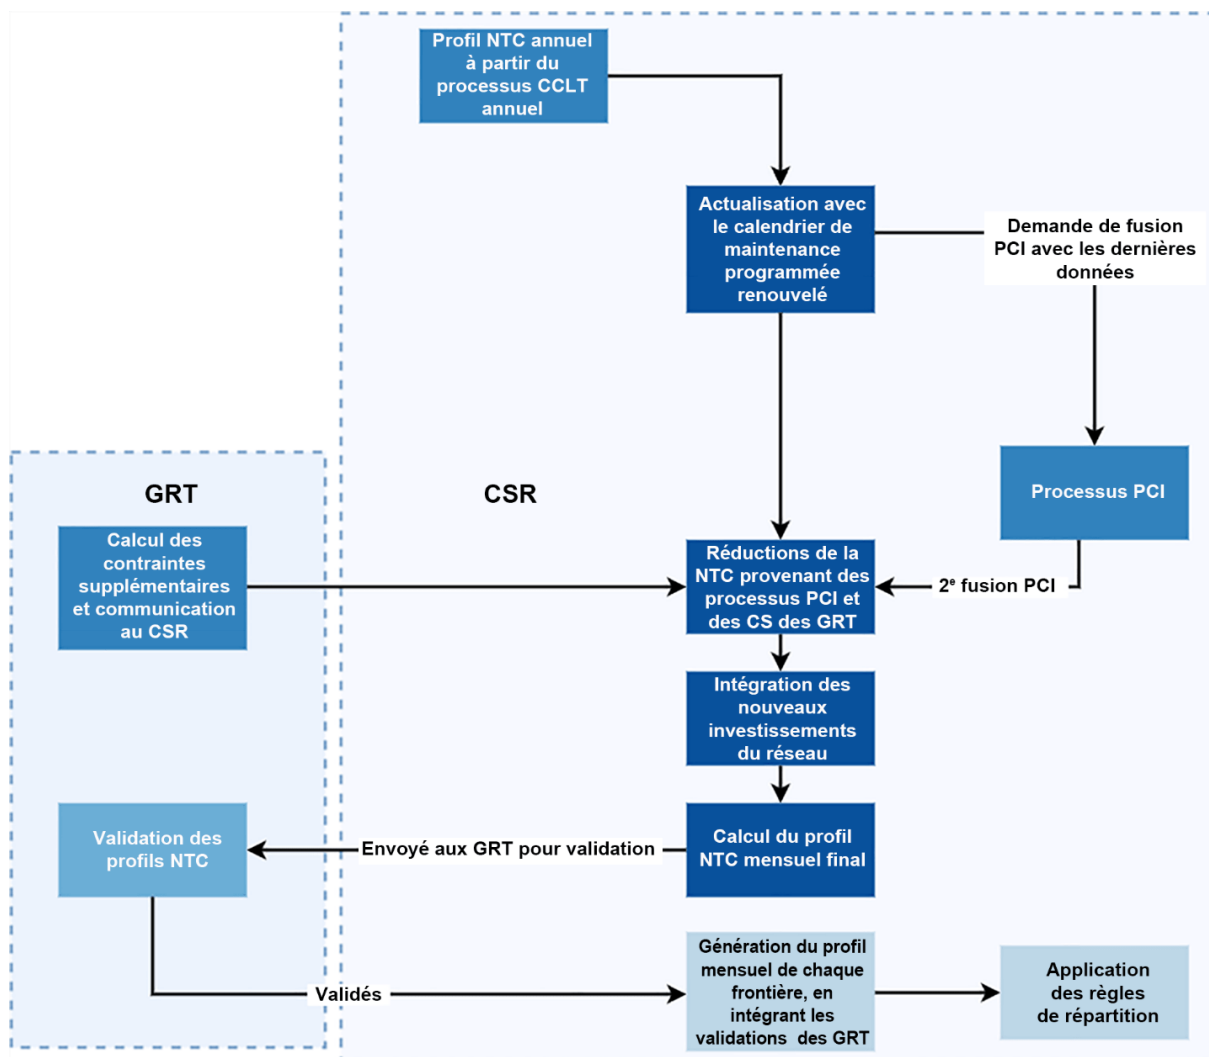 Profil NTC annuel
à partir du
processus CCLT
annuel
Actualisation avec
le calendrier de
maintenance
programmée
renouvelé
Demande de fusion
PCI avec les dernières
données
GRT
CSR
Processus PCI
Calcul des
contraintes
supplémentaires
et communication
au CSR
Réductions de la
NTC provenant des
processus PCI et
des CS des GRT
2e fusion PCI
Intégration des
nouveaux
investissements
du réseau
Validation des
profils NTC
Envoyé aux GRT pour validation
Calcul du profil
NTC mensuel final
Validés
Génération du profil
mensuel de chaque
frontière, en
intégrant les
validations des GRT
Application
des règles
de répartition